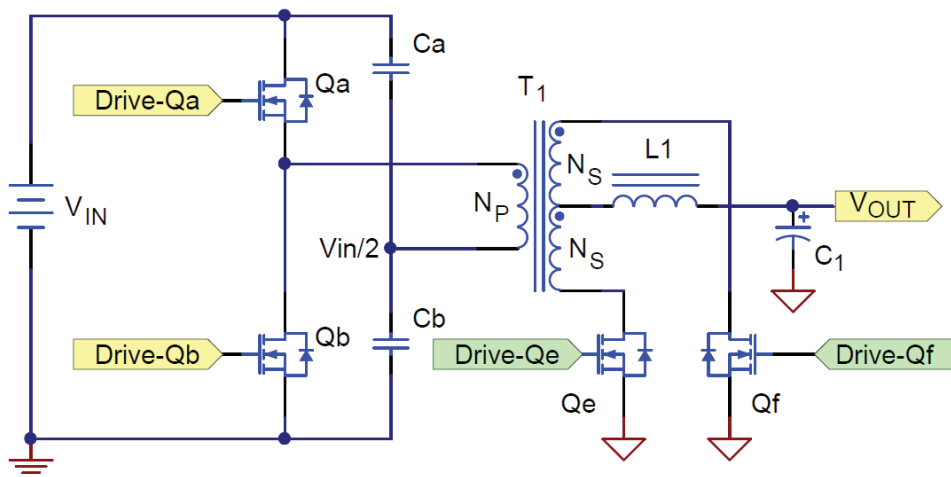 Ca
Qa
Drive-Qa
T1
L1
NS
VIN
NP
VOUT
Vin/2
NS
C1
Cb
Qb
Drive-Qb
Drive-Qe
Drive-Qf
Qe
Qf
+